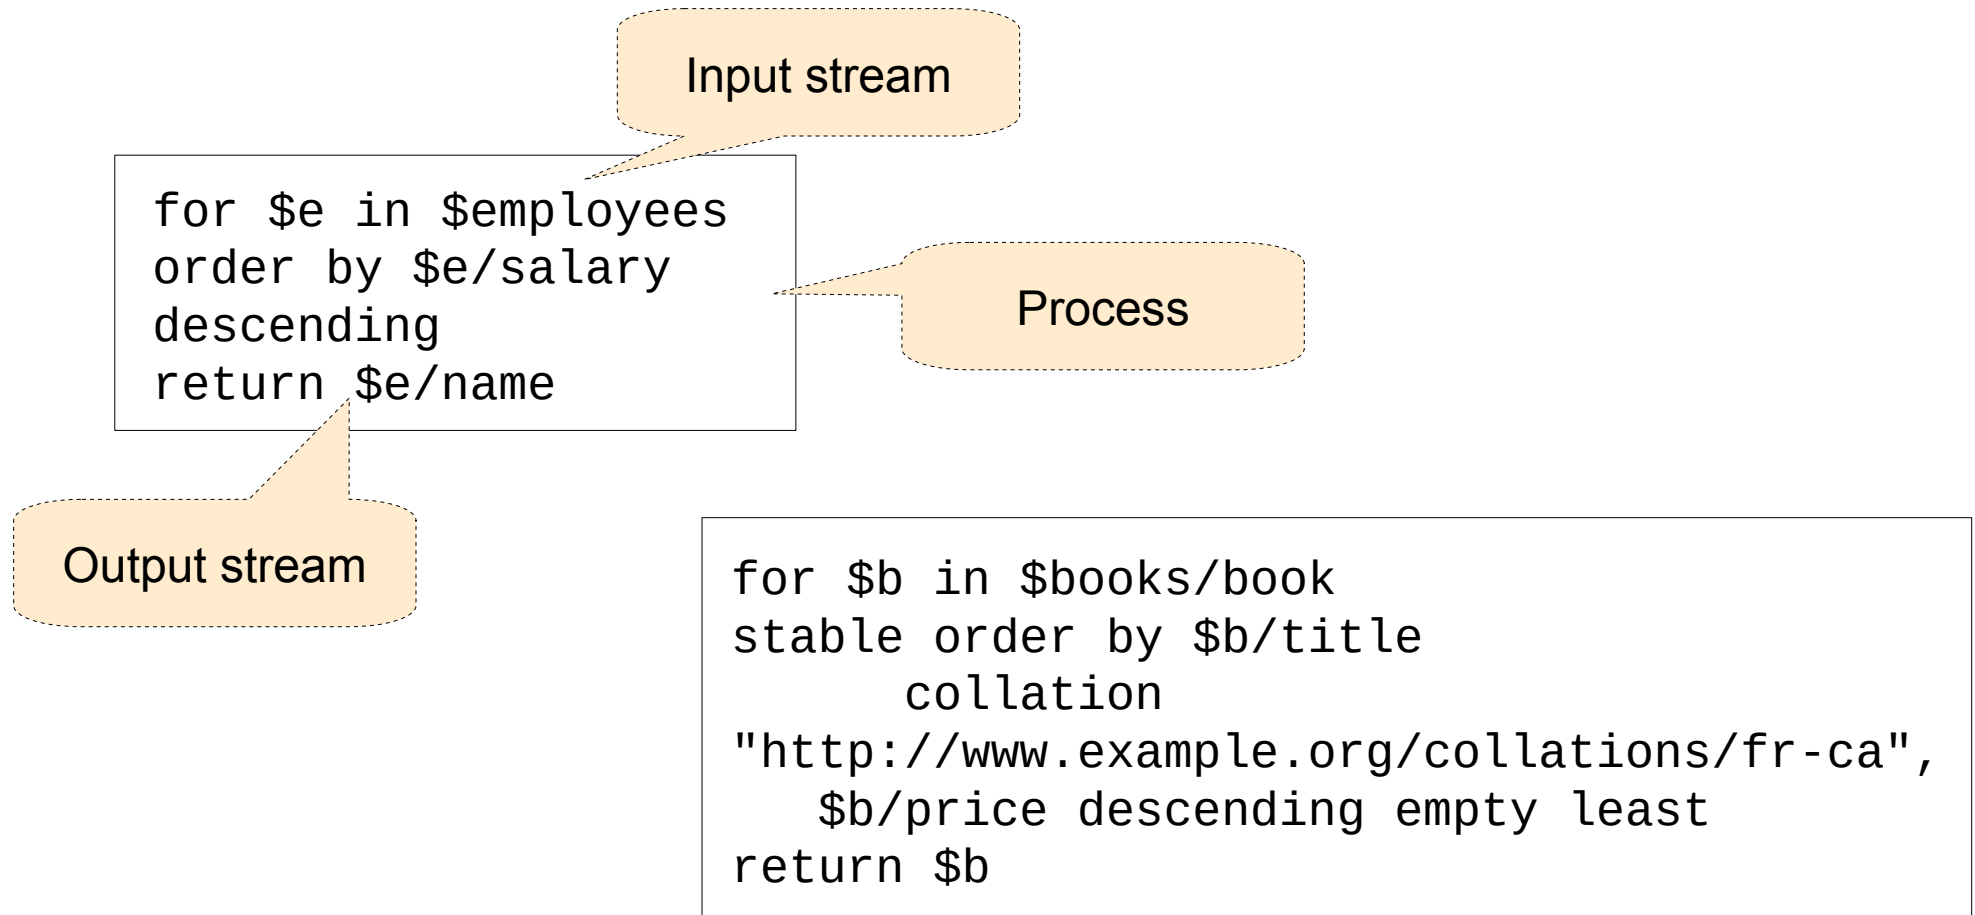 Input stream
for $e in $employees
order by $e/salary
descending
return $e/name
Process
Output stream
for $b in $books/book
stable order by $b/title
collation
"http://www.example.org/collations/fr-ca",
$b/price descending empty least
return $b